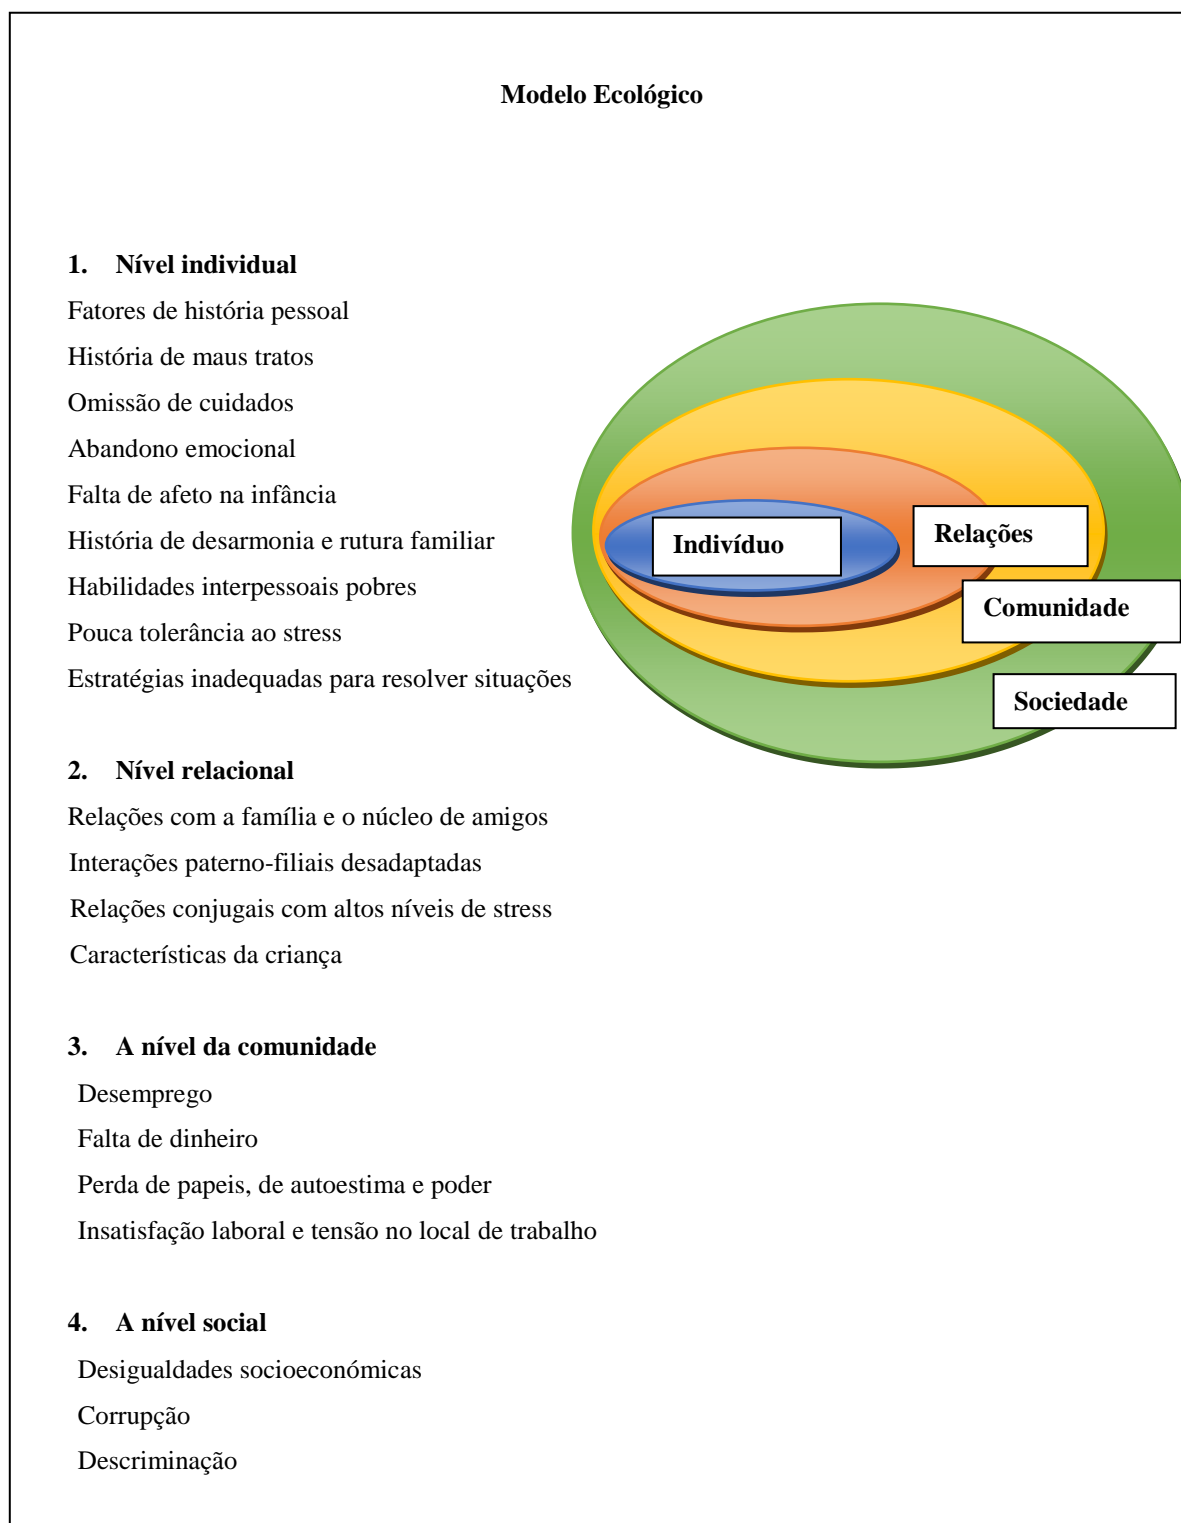 Modelo Ecológico
1. Nível individual
Fatores de história pessoal
História de maus tratos
Omissão de cuidados
Abandono emocional
Falta de afeto na infância
História de desarmonia e rutura familiar
Habilidades interpessoais pobres
Pouca tolerância ao stress
Estratégias inadequadas para resolver situações
Indivíduo
Relações
Comunidade
Sociedade
2. Nível relacional
Relações com a família e o núcleo de amigos
Interações paterno-filiais desadaptadas
Relações conjugais com altos níveis de stress
Características da criança
3. A nível da comunidade
Desemprego
Falta de dinheiro
Perda de papeis, de autoestima e poder
Insatisfação laboral e tensão no local de trabalho
4. A nível social
Desigualdades socioeconómicas
Corrupção
Descriminação